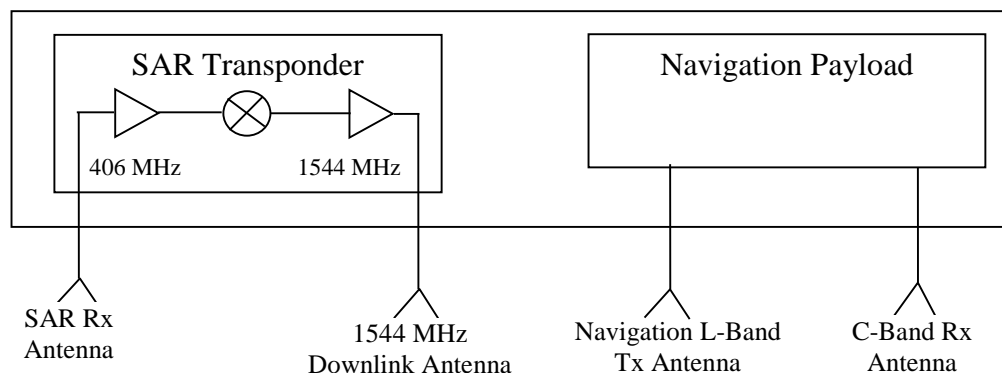 SAR Transponder
Navigation Payload
406 MHz
1544 MHz
SAR Rx
Antenna
1544 MHz
Downlink Antenna
Navigation L-Band
Tx Antenna
C-Band Rx
Antenna